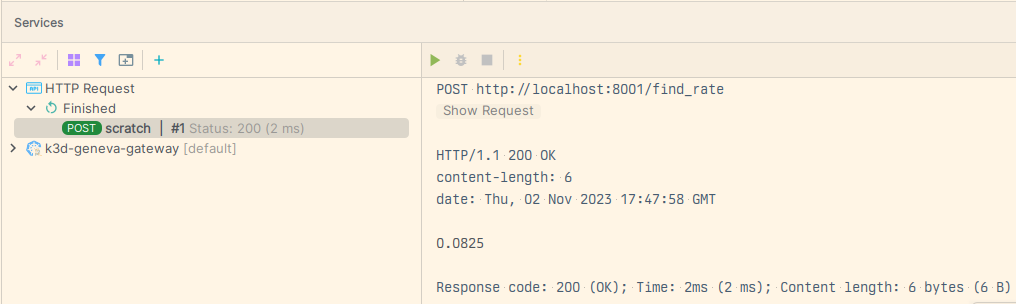 Services
API HTTP Request
Finished
POST scratch | #1 Status: 200 (2 ms)
k3d-geneva-gateway [default]
POST http://localhost:8001/find_rate
Show Request
HTTP/1.1 200 OK
content-length: 6
date: Thu, 02 Nov 2023 17:47:58 GMT
0.0825
Response code: 200 (OK); Time: 2ms (2 ms); Content length: 6 bytes (6 B)